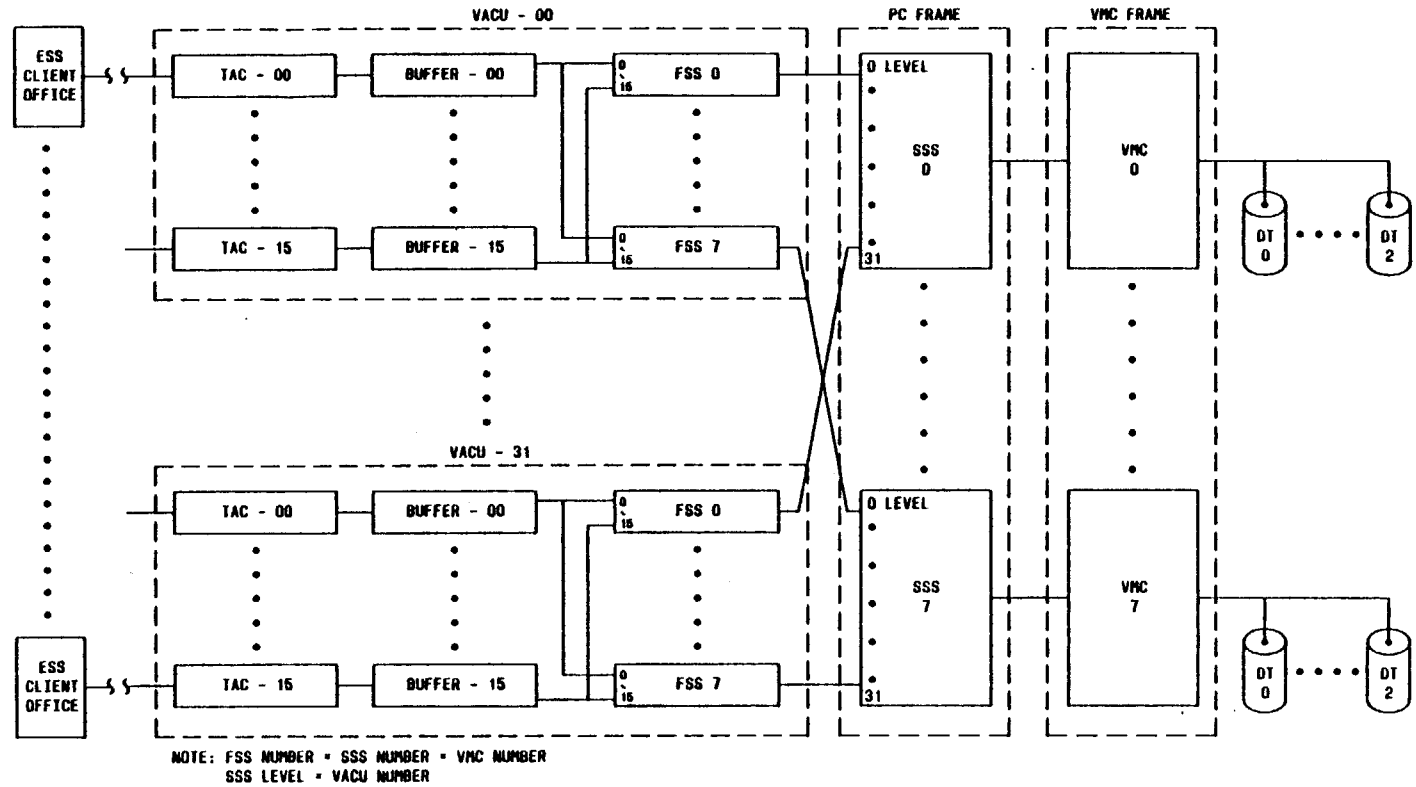 VACU - 00
PC FRAME
VMC FRAME
ESS
CLIENT
OFFICE
TAC - 00
BUFFER - 00
0
15
FSS 0
0 LEVEL
SSS
0
31
VMC
0
DT
0
DT
2
TAC - 15
BUFFER - 15
0
15
FSS 7
VACU - 31
TAC - 00
BUFFER - 00
0
15
FSS 0
0 LEVEL
SSS
7
31
VMC
7
DT
0
DT
2
ESS
CLIENT
OFFICE
TAC - 15
BUFFER - 15
0
15
FSS 7
NOTE: FSS NUMBER = SSS NUMBER = VMC NUMBER
SSS LEVEL = VACU NUMBER